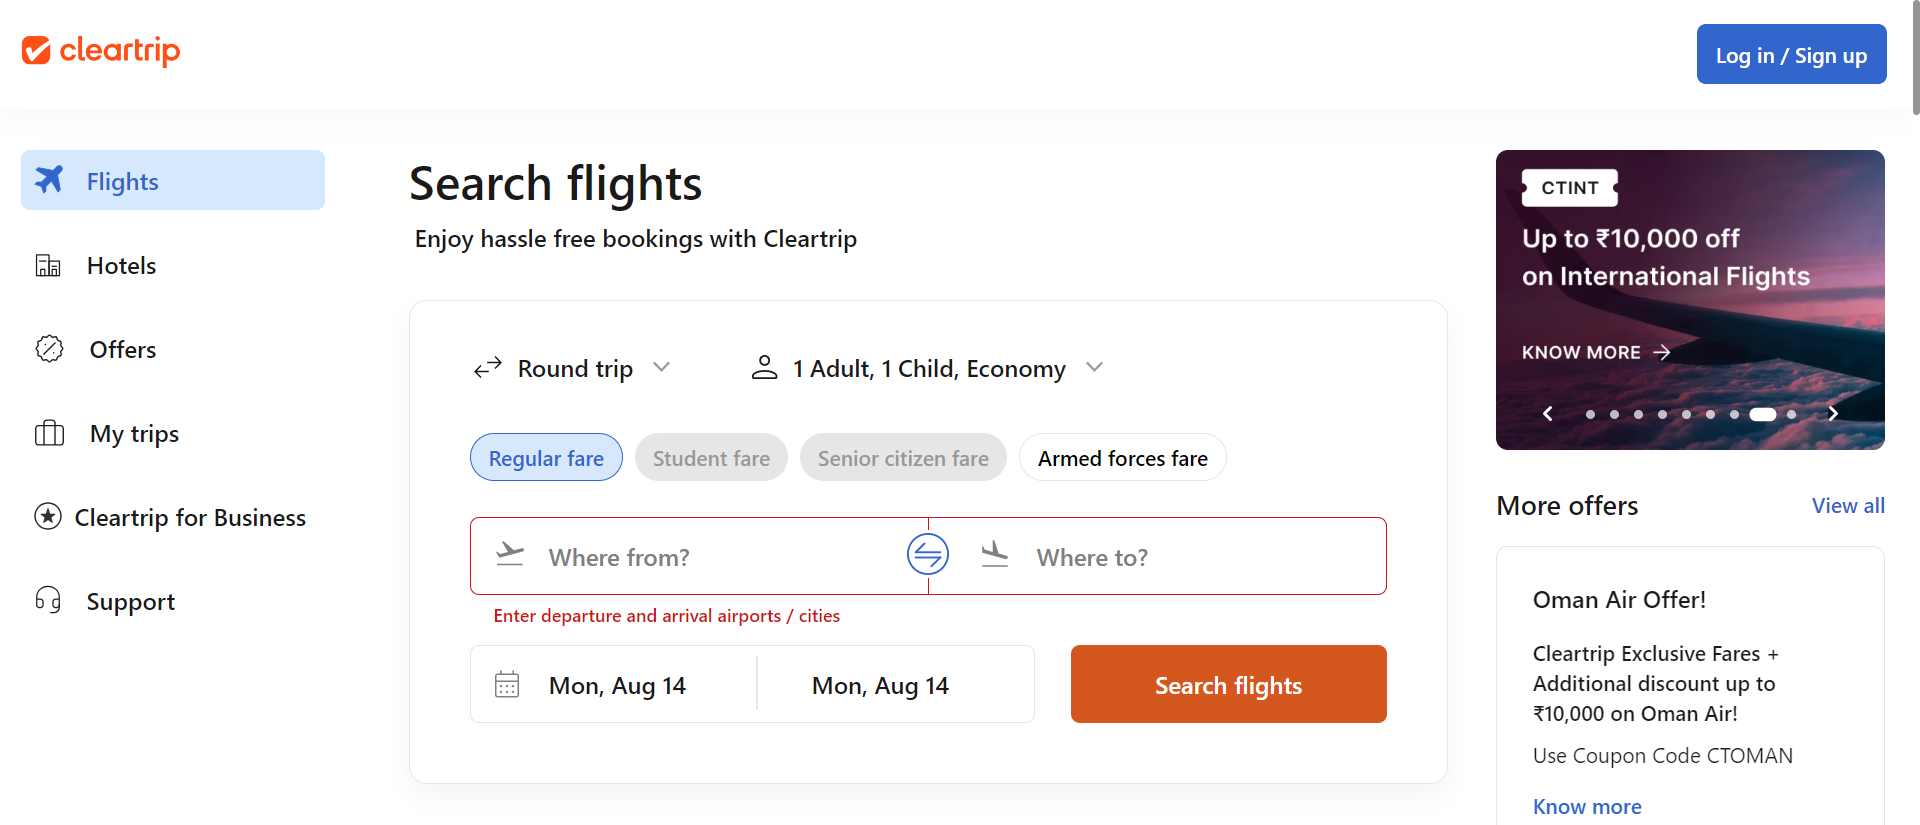 cleartrip
Log in / Sign up
Flights
Hotels
Offers
My trips
Cleartrip for Business
Support
Search flights
Enjoy hassle free bookings with Cleartrip
Round trip
1 Adult, 1 Child, Economy
Regular fare
Student fare
Senior citizen fare
Armed forces fare
Where from?
Where to?
Enter departure and arrival airports / cities
Mon, Aug 14
Mon, Aug 14
Search flights
CTINT
Up to ₹10,000 off
on International Flights
KNOW MORE
More offers
View all
Oman Air Offer!
Cleartrip Exclusive Fares +
Additional discount up to
₹10,000 on Oman Air!
Use Coupon Code CTOMAN
Know more